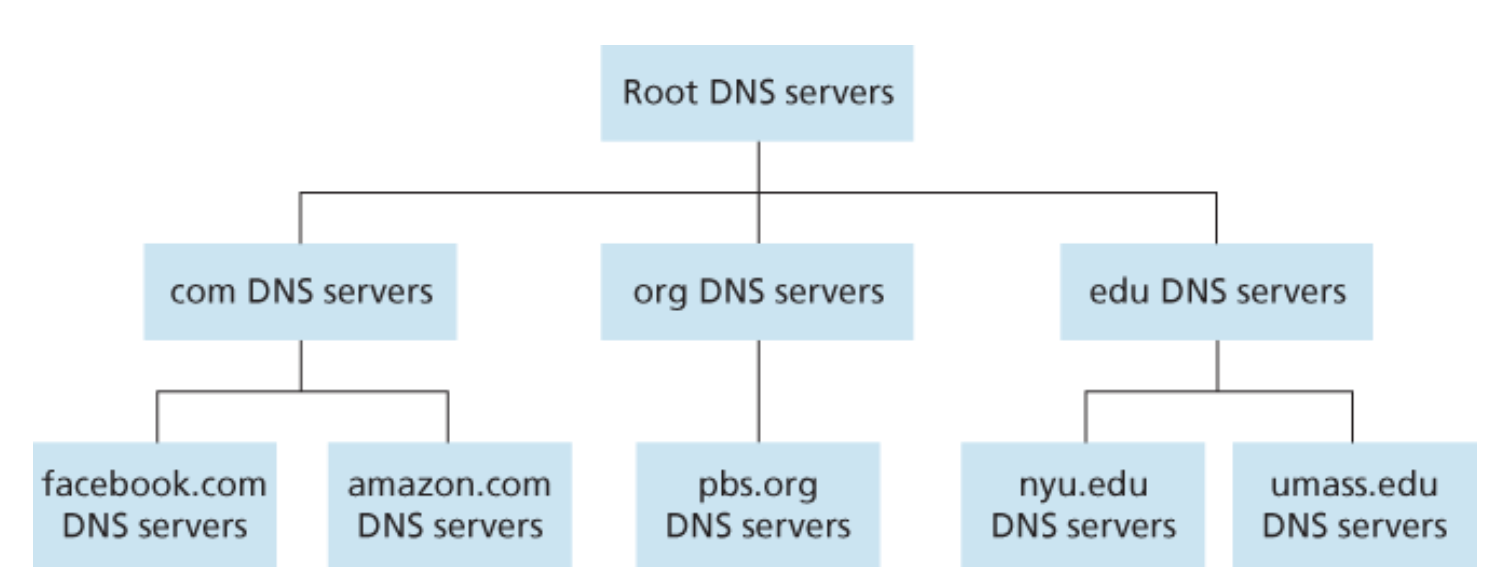 Root DNS servers
com DNS servers
org DNS servers
edu DNS servers
facebook.com
DNS servers
amazon.com
DNS servers
pbs.org
DNS servers
nyu.edu
DNS servers
umass.edu
DNS servers